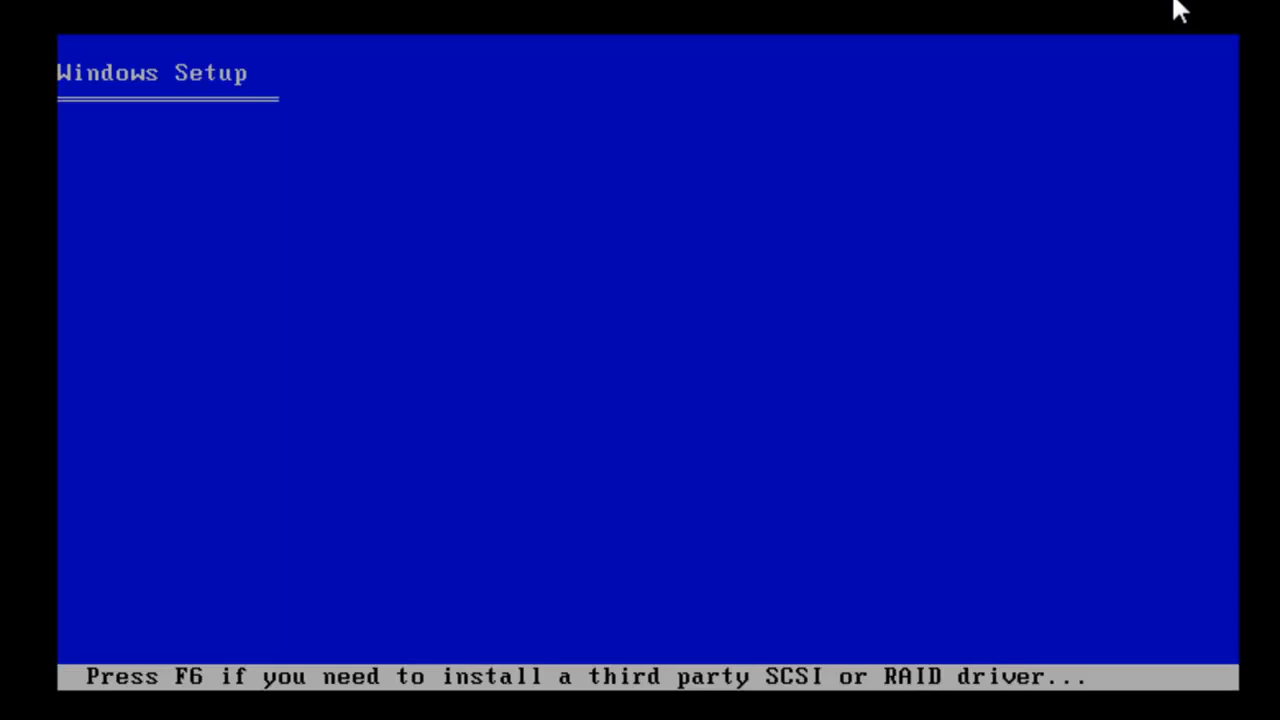 Windows Setup
Press F6 if you need to install a third party SCSI or RAID driver...